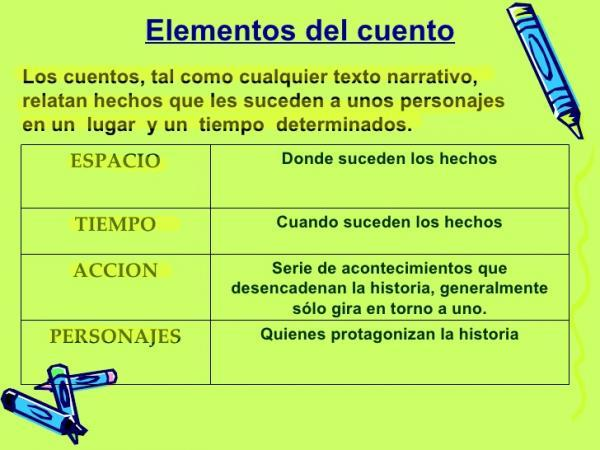 Elementos del cuento
Los cuentos, tal como cualquier texto narrativo,
relatan hechos que les suceden a unos personajes
en un lugar y un tiempo determinados.
ESPACIO
Donde suceden los hechos
TIEMPO
Cuando suceden los hechos
ACCION
Serie de acontecimientos que
desencadenan la historia, generalmente
sólo gira en torno a uno.
PERSONAJES
Quienes protagonizan la historia